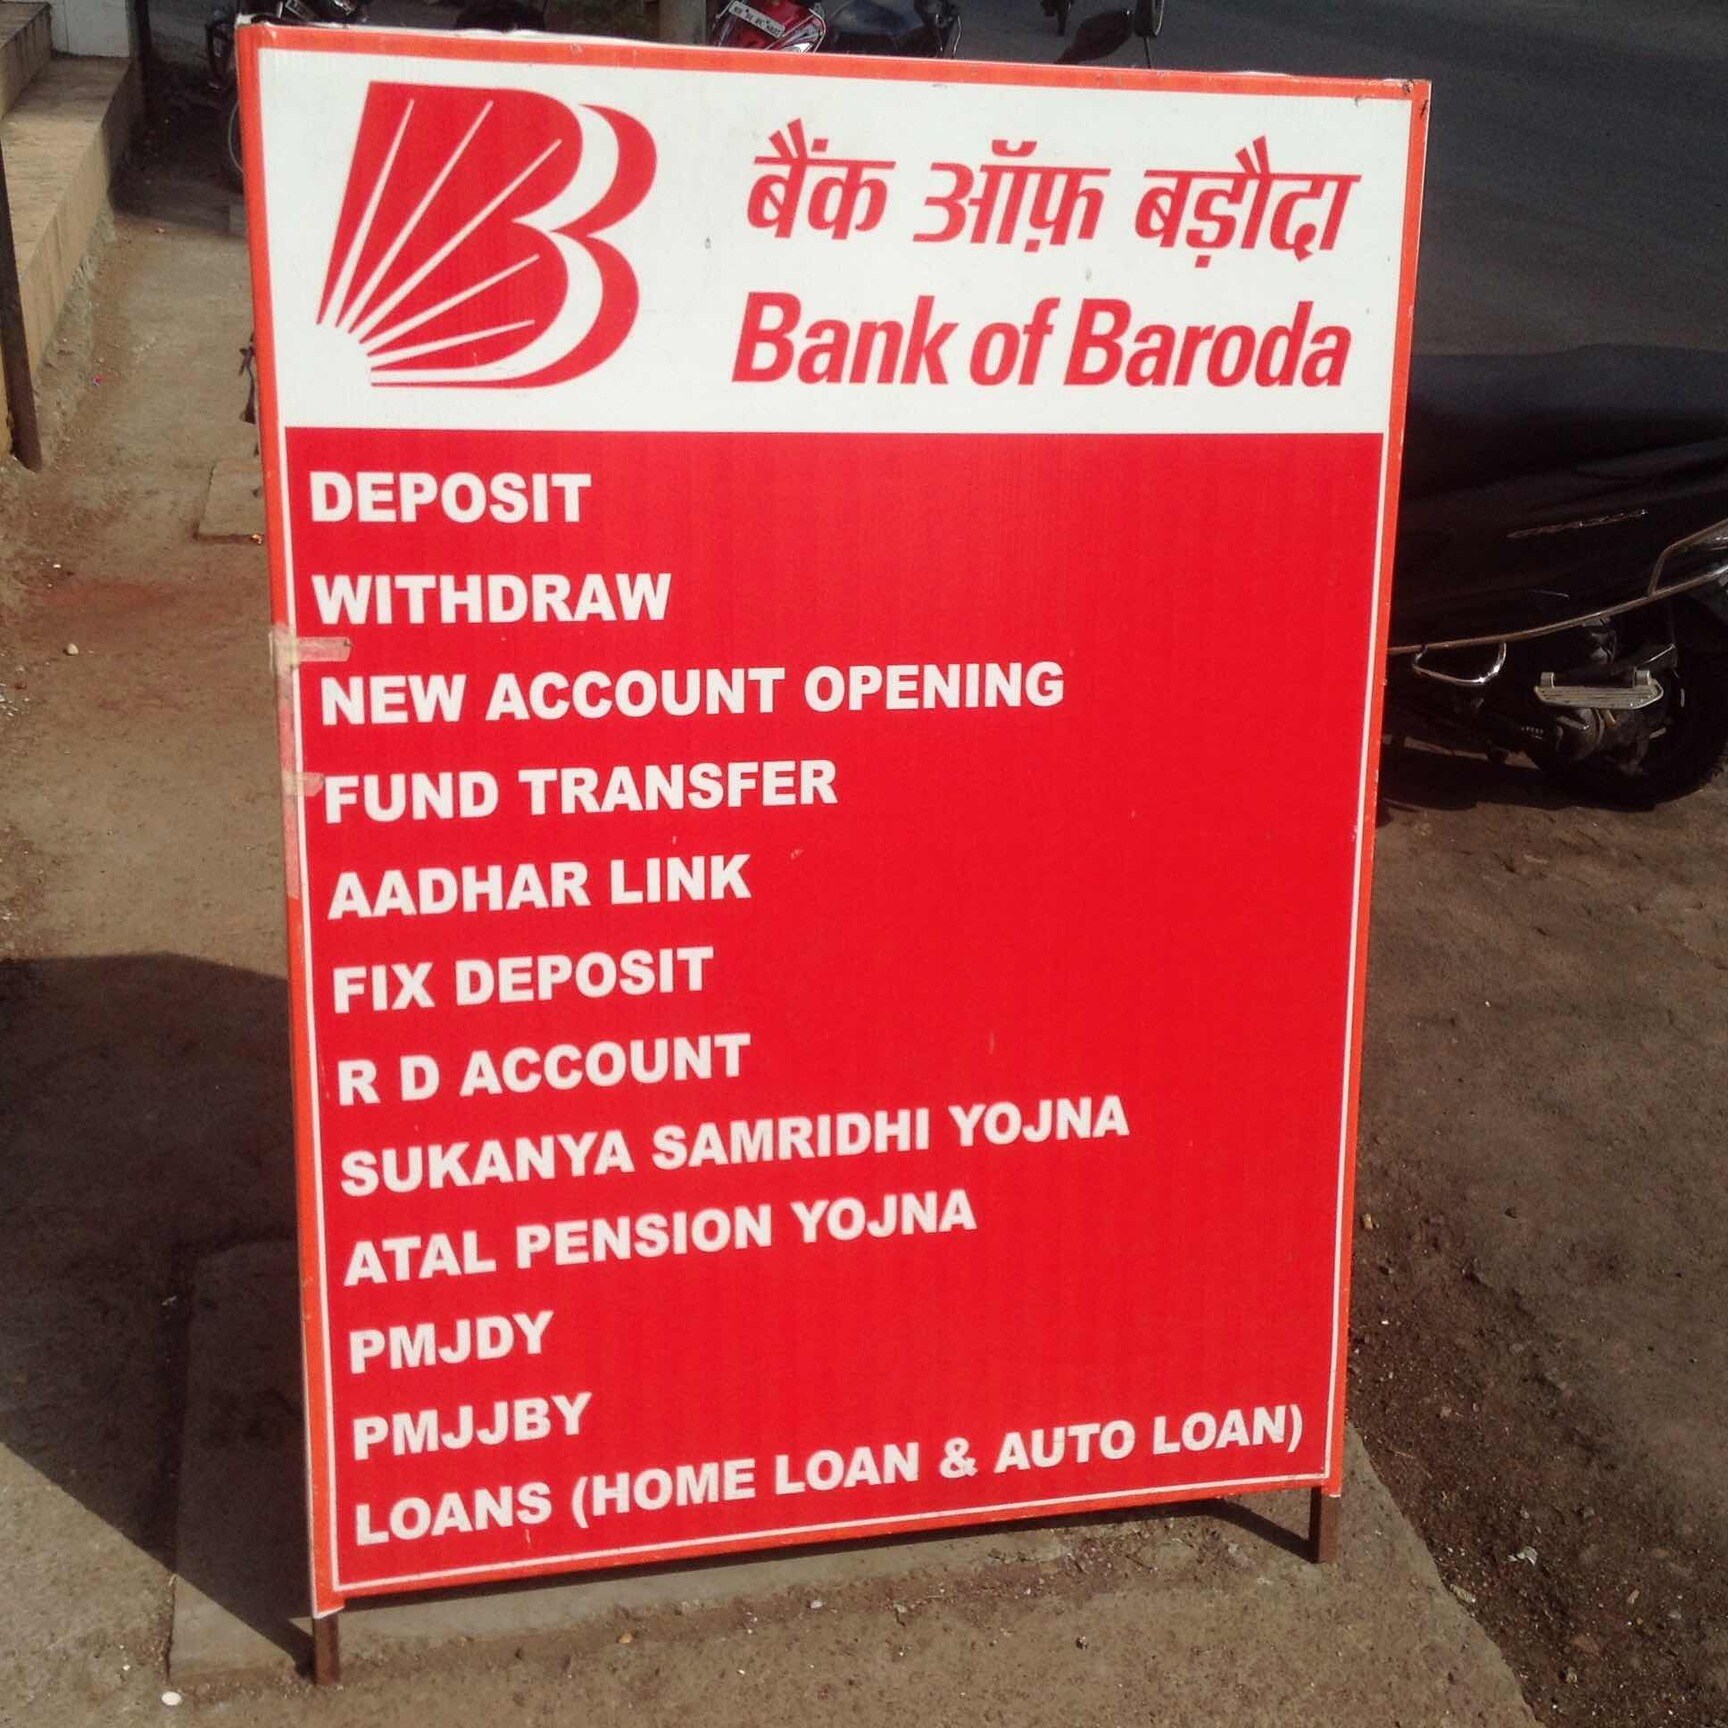 बैंक ऑफ़ बड़ौदा
Bank of Baroda
DEPOSIT
WITHDRAW
NEW ACCOUNT OPENING
FUND TRANSFER
AADHAR LINK
FIX DEPOSIT
R D ACCOUNT
SUKANYA SAMRIDHI YOJNA
ATAL PENSION YOJNA
PMJDY
PMJJBY
LOANS (HOME LOAN & AUTO LOAN)